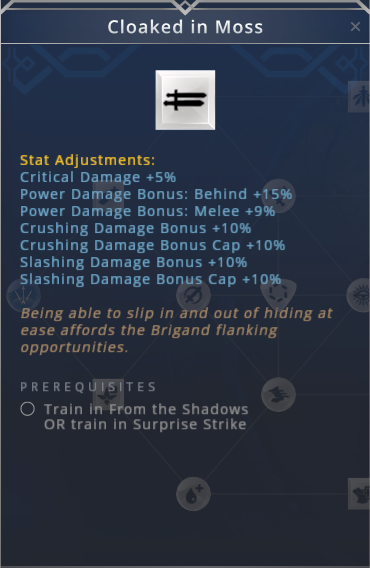 Cloaked in Moss
Stat Adjustments:
Critical Damage +5%
Power Damage Bonus: Behind +15%
Power Damage Bonus: Melee +9%
Crushing Damage Bonus +10%
Crushing Damage Bonus Cap +10%
Slashing Damage Bonus +10%
Slashing Damage Bonus Cap +10%
Being able to slip in and out of hiding at
ease affords the Brigand flanking
opportunities.
PREREQUISITES
Train in From the Shadows
OR train in Surprise Strike